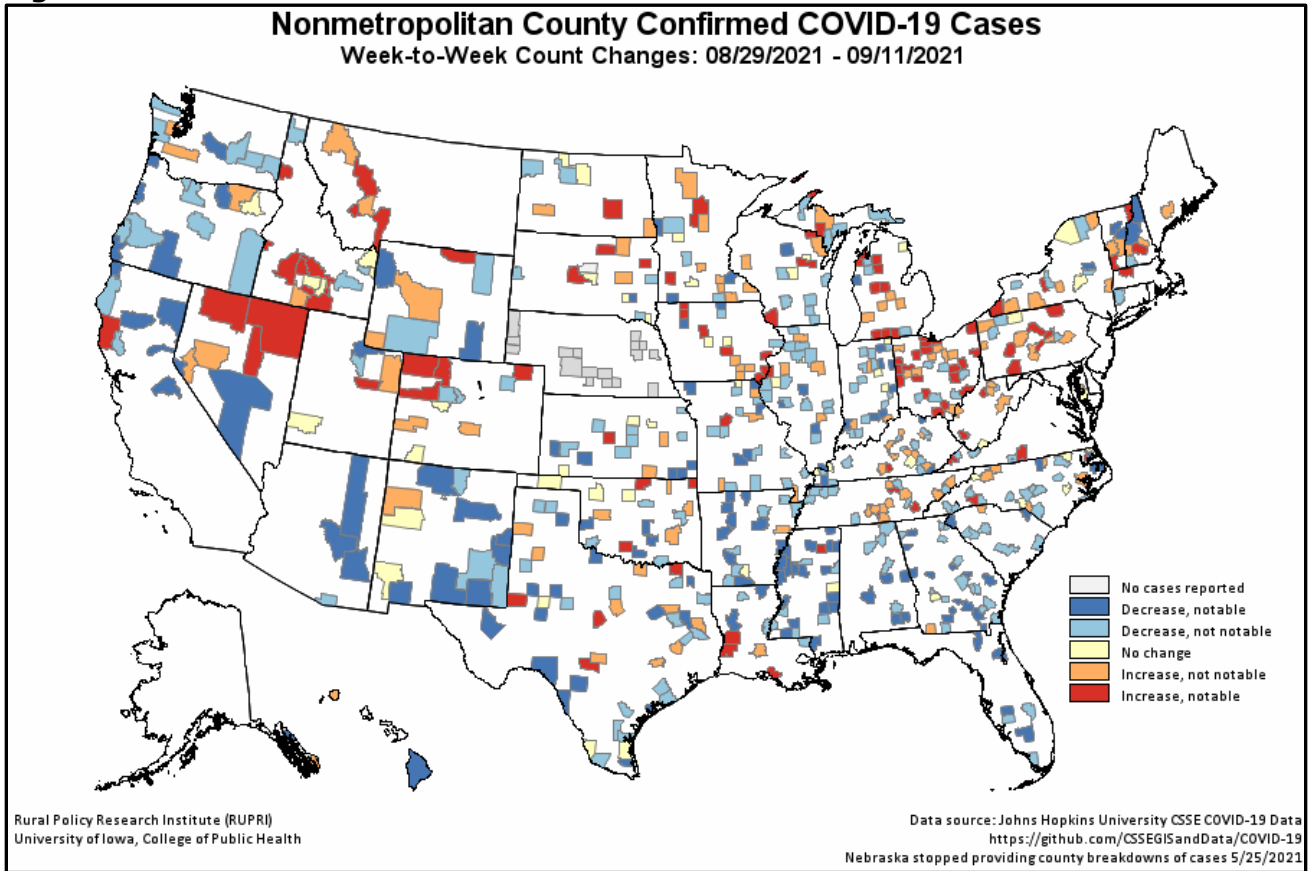 Nonmetropolitan County Confirmed COVID-19 Cases
Week-to-Week Count Changes: 08/29/2021 - 09/11/2021
No cases reported
Decrease, notable
Decrease, not notable
No change
Increase, not notable
Increase, notable
Rural Policy Research Institute (RUPRI)
University of Iowa, College of Public Health
Data source: Johns Hopkins University CSSE COVID-19 Data
https://github.com/CSSEGISandData/COVID-19
Nebraska stopped providing county breakdowns of cases 5/25/2021